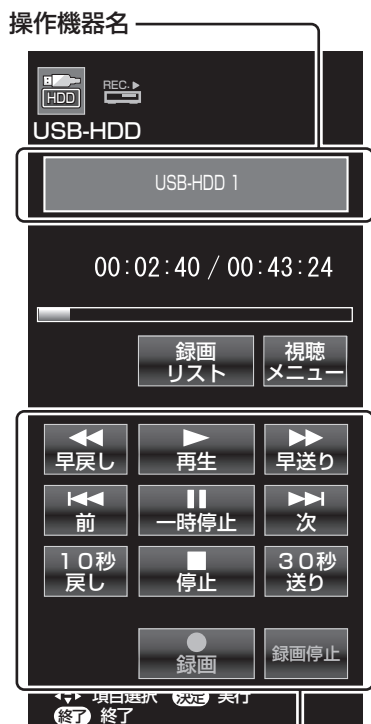 操作機器名
HDD
REC.
USB-HDD
USB-HDD 1
00:02:40 / 00:43:24
録画
リスト
視聴
メニュー
早戻し
再生
早送り
前
一時停止
次
10秒
戻し
停止
30秒
送り
録画
録画停止
項目選択 決定 実行
終了 終了